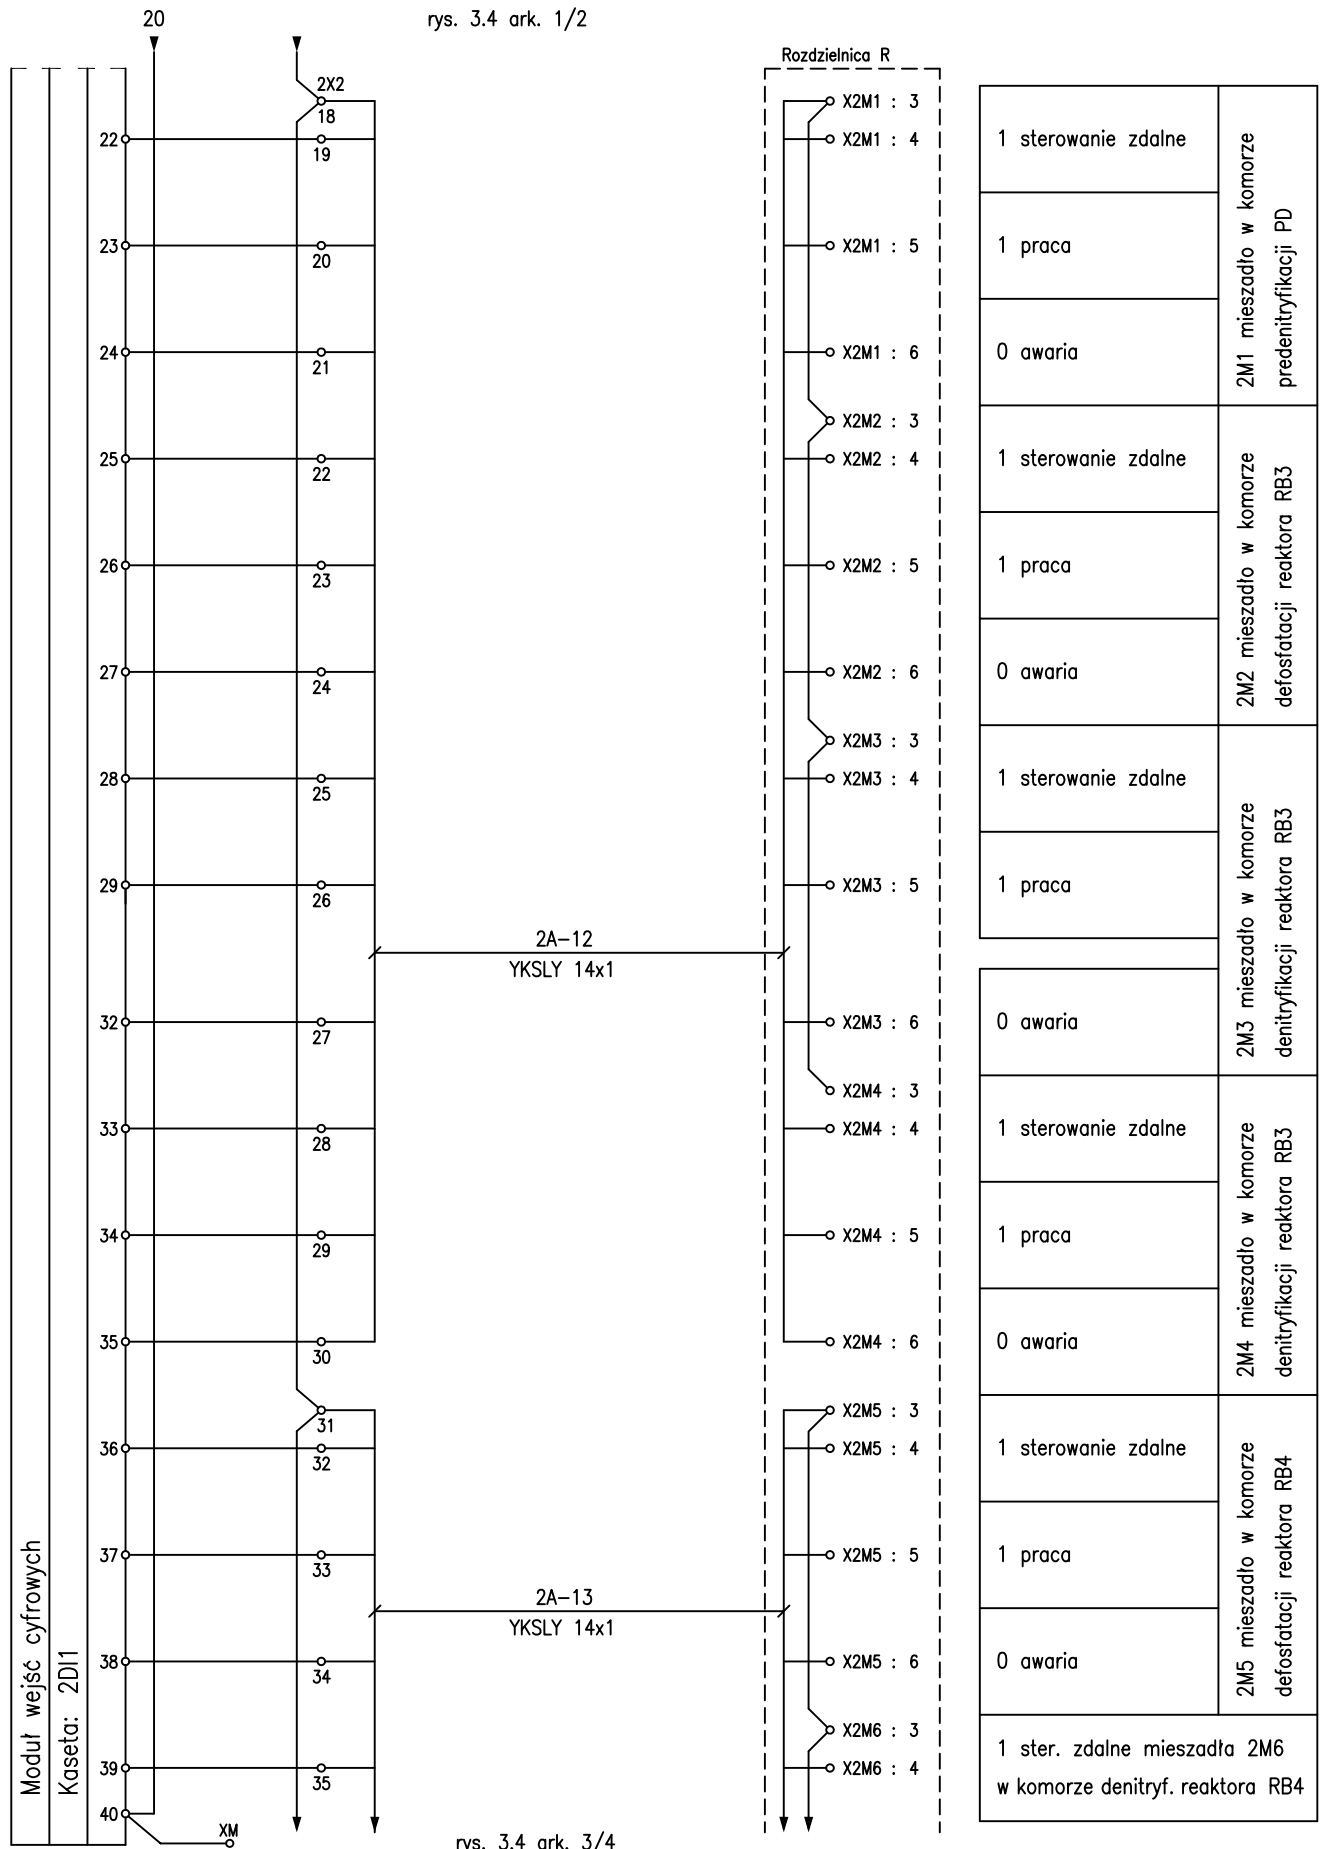 20
rys. 3.4 ark. 1/2
Rozdzielnica R
2X2
18
X2M1 : 3
22
19
X2M1 : 4
1 sterowanie zdalne
23
20
X2M1 : 5
1 praca
24
21
X2M1 : 6
0 awaria
2M1 mieszadło w komorze
predenitryfikacji PD
X2M2 : 3
25
22
X2M2 : 4
1 sterowanie zdalne
26
23
X2M2 : 5
1 praca
27
24
X2M2 : 6
0 awaria
2M2 mieszadło w komorze
defosfatacji reaktora RB3
X2M3 : 3
28
25
X2M3 : 4
1 sterowanie zdalne
29
26
X2M3 : 5
1 praca
2A-12
YKSLY 14x1
32
27
X2M3 : 6
0 awaria
2M3 mieszadło w komorze
denitryfikacji reaktora RB3
X2M4 : 3
33
28
X2M4 : 4
1 sterowanie zdalne
34
29
X2M4 : 5
1 praca
35
30
X2M4 : 6
0 awaria
2M4 mieszadło w komorze
denitryfikacji reaktora RB3
31
X2M5 : 3
36
32
X2M5 : 4
1 sterowanie zdalne
37
33
X2M5 : 5
1 praca
2A-13
YKSLY 14x1
38
34
X2M5 : 6
0 awaria
2M5 mieszadło w komorze
defosfatacji reaktora RB4
X2M6 : 3
39
35
X2M6 : 4
1 ster. zdalne mieszadła 2M6
w komorze denitryf. reaktora RB4
40
XM
Moduł wejść cyfrowych
Kaseta: 2DI1
rys. 3.4 ark. 3/4